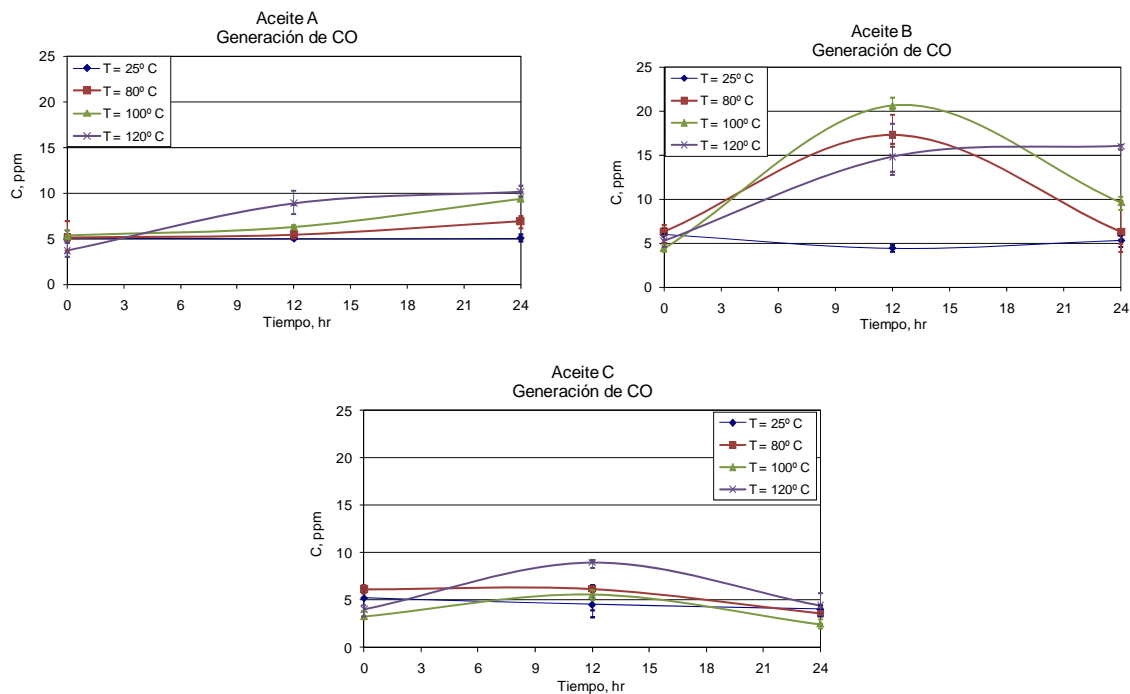 Aceite A
Generación de CO
25
20
15
10
5
0
C, ppm
T = 25º C
T = 80º C
T = 100º C
T = 120º C
0 3 6 9 12 15 18 21 24
Tiempo, hr
Aceite B
Generación de CO
25
20
15
10
5
0
C, ppm
T = 25º C
T = 80º C
T = 100º C
T = 120º C
0 3 6 9 12 15 18 21 24
Tiempo, hr
Aceite C
Generación de CO
25
20
15
10
5
0
C, ppm
T = 25º C
T = 80º C
T = 100º C
T = 120º C
0 3 6 9 12 15 18 21 24
Tiempo, hr